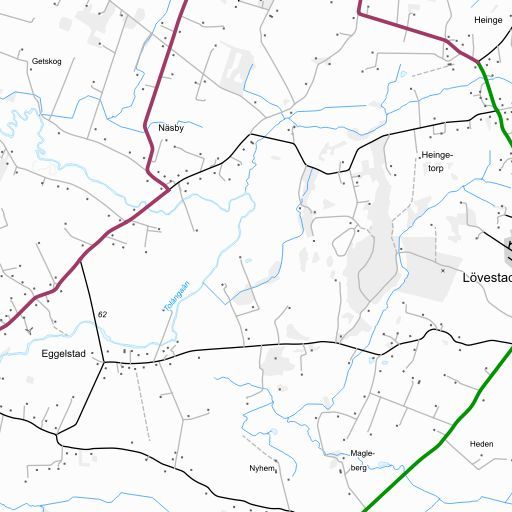 Heinge
Getskog
Näsby
Heinge-
torp
Lövestad
Tolångaån
62
Eggelstad
Heden
Magle-
berg
Nyhem